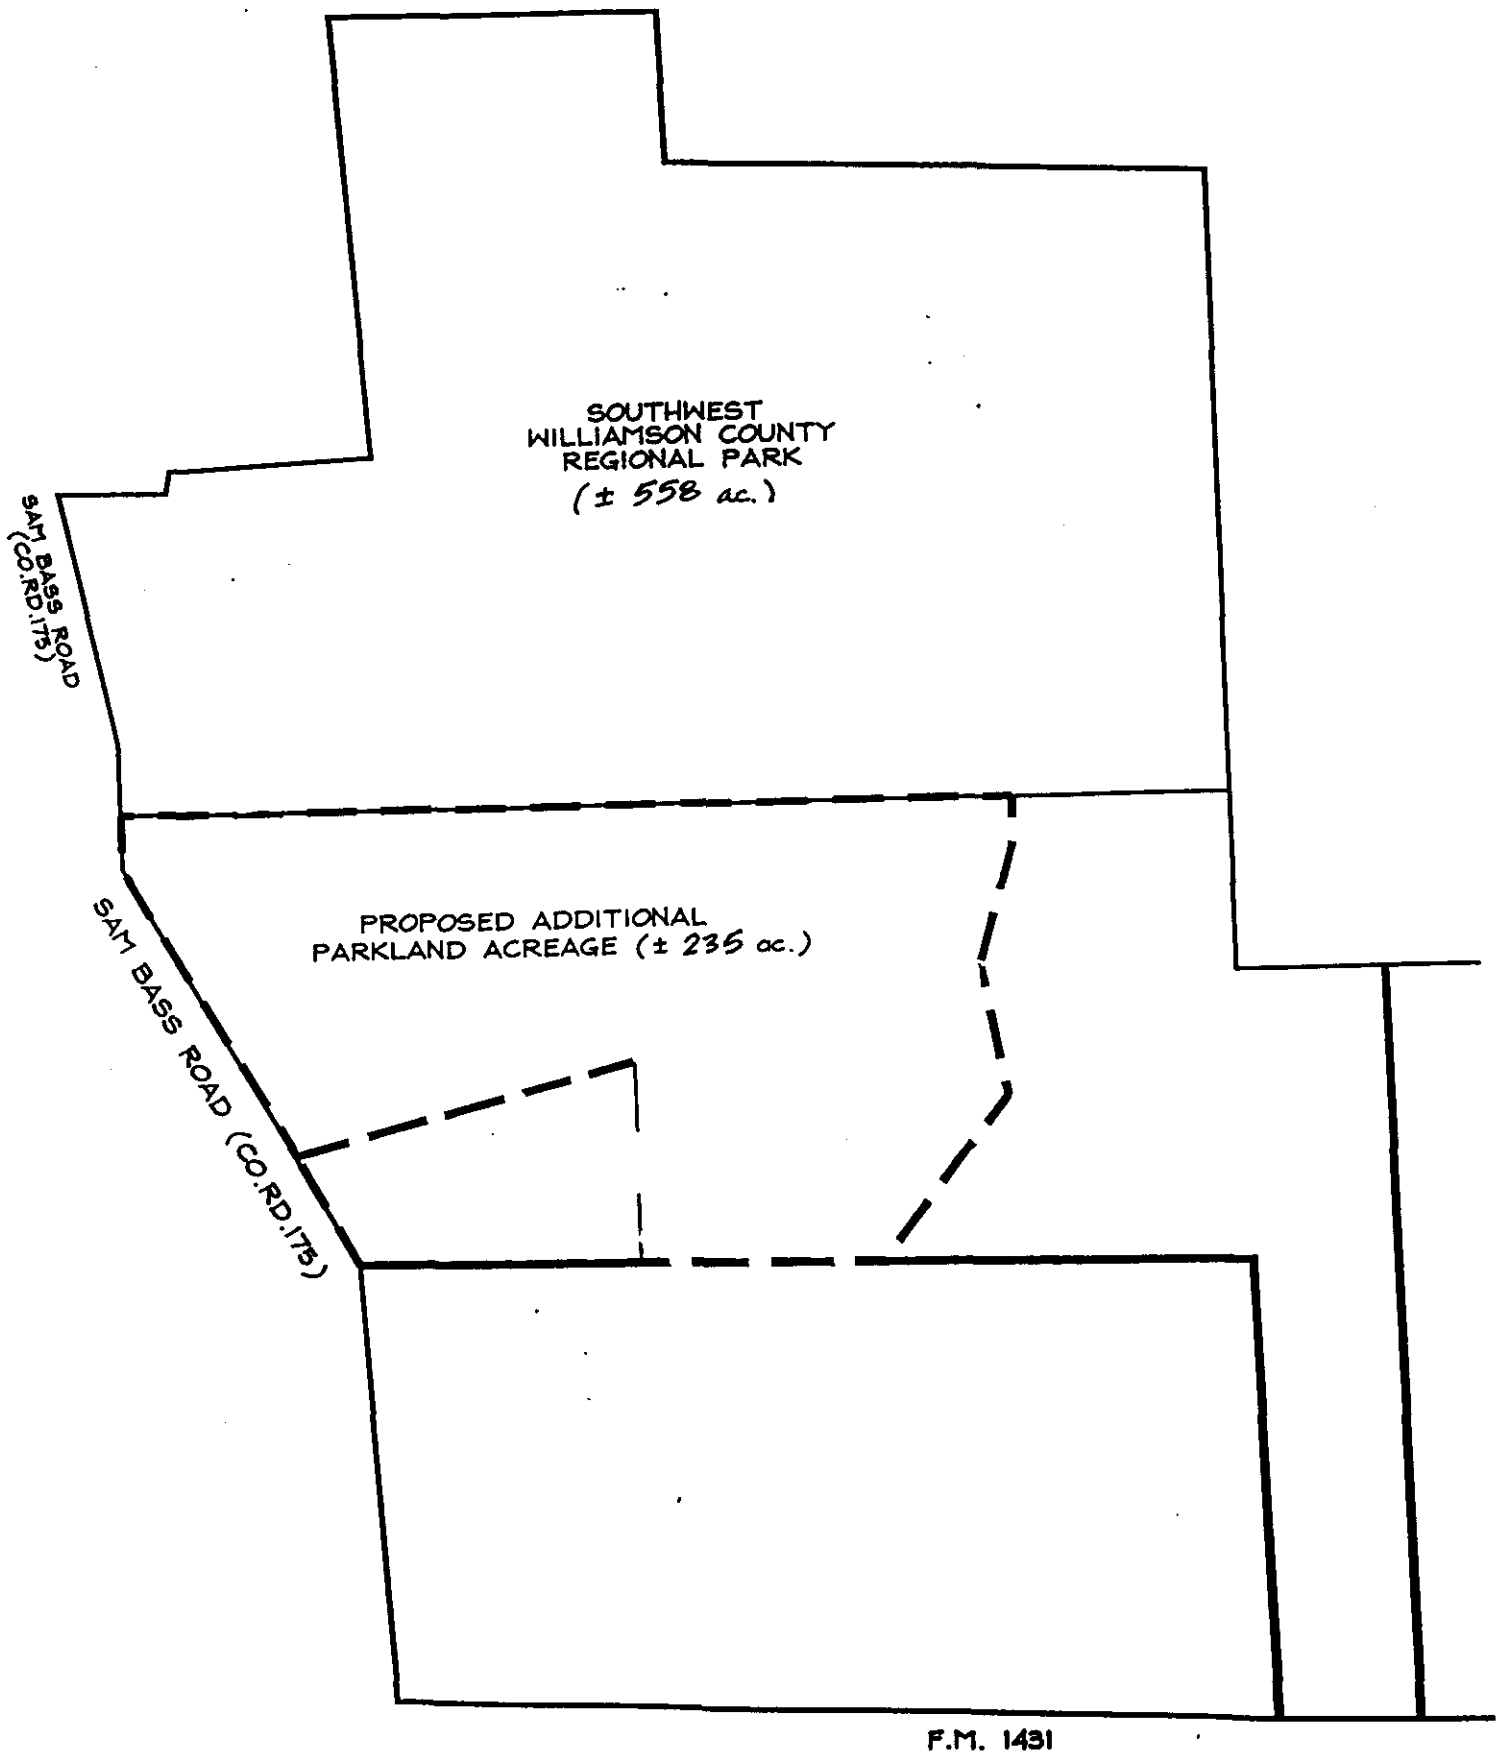 SOUTHWEST
WILLIAMSON COUNTY
REGIONAL PARK
(± 558 ac.)
SAM BASS ROAD
(CO.RD.175)
PROPOSED ADDITIONAL
PARKLAND ACREAGE (± 235 ac.)
SAM BASS ROAD (CO.RD.175)
F.M. 1431